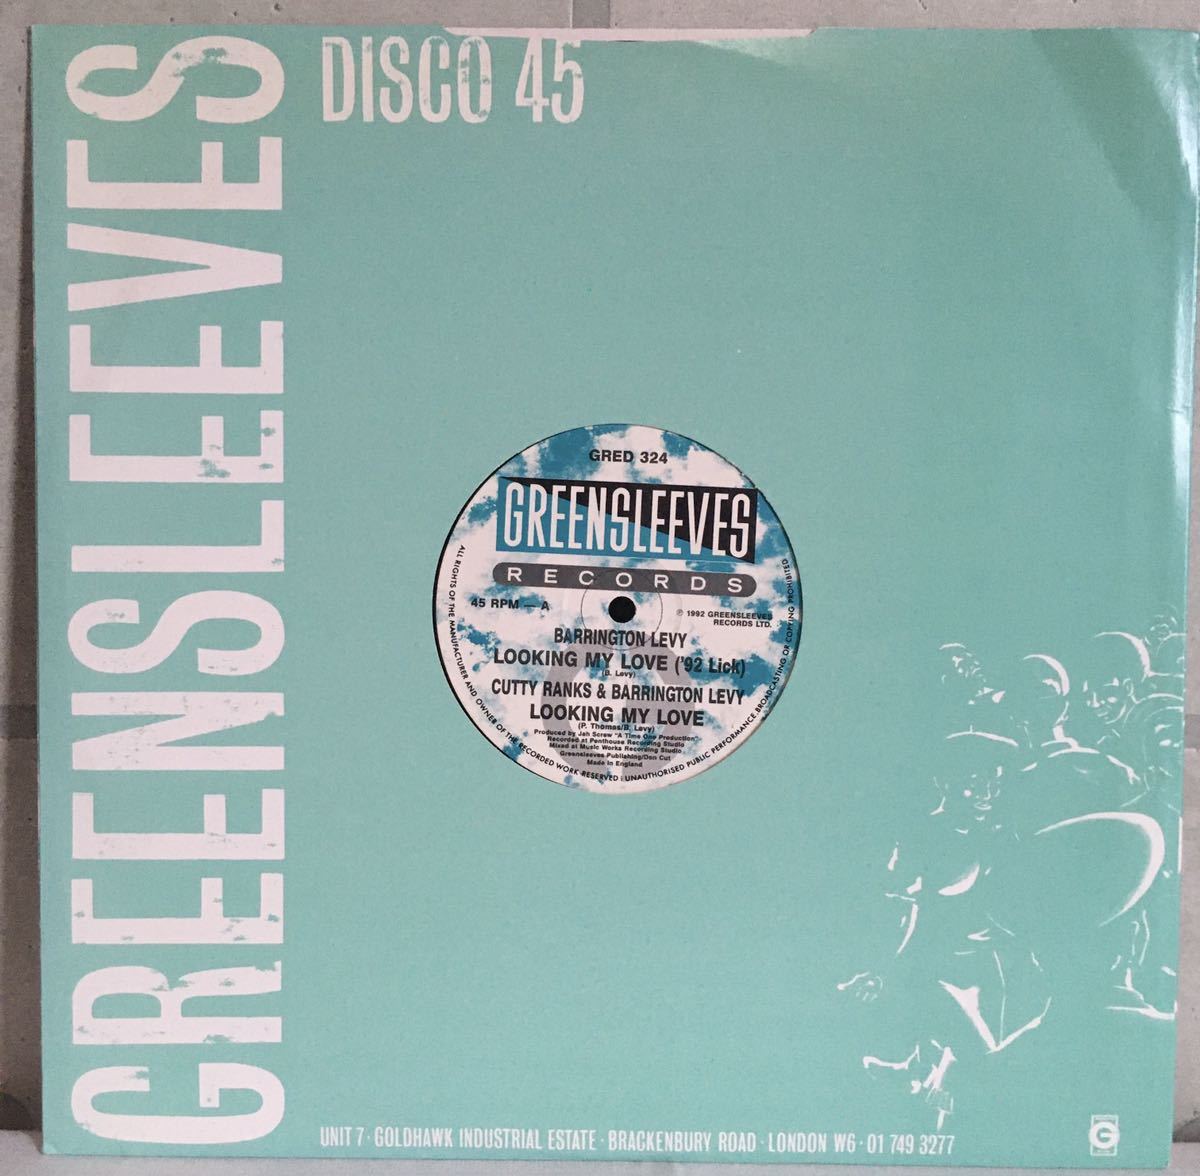 GREENSLEEVES
DISCO 45
GRED 324
GREENSLEEVES
RECORDS
45 RPM — A
℗ 1992 GREENSLEEVES
RECORDS LTD.
BARRINGTON LEVY
LOOKING MY LOVE ('92 Lick)
(B. Levy)
CUTTY RANKS & BARRINGTON LEVY
LOOKING MY LOVE
(P. Thomas/B. Levy)
Produced by Jah Screw "A Time One Production"
Recorded at Penthouse Recording Studio
Mixed at Music Works Recording Studio
Greensleeves Publishing/Don Cut
Made in England
ALL RIGHTS OF THE MANUFACTURER AND OWNER OF THE RECORDED WORK RESERVED. UNAUTHORISED PUBLIC PERFORMANCE BROADCASTING OR COPYING PROHIBITED
UNIT 7 · GOLDHAWK INDUSTRIAL ESTATE · BRACKENBURY ROAD · LONDON W6 · 01 749 3277
G